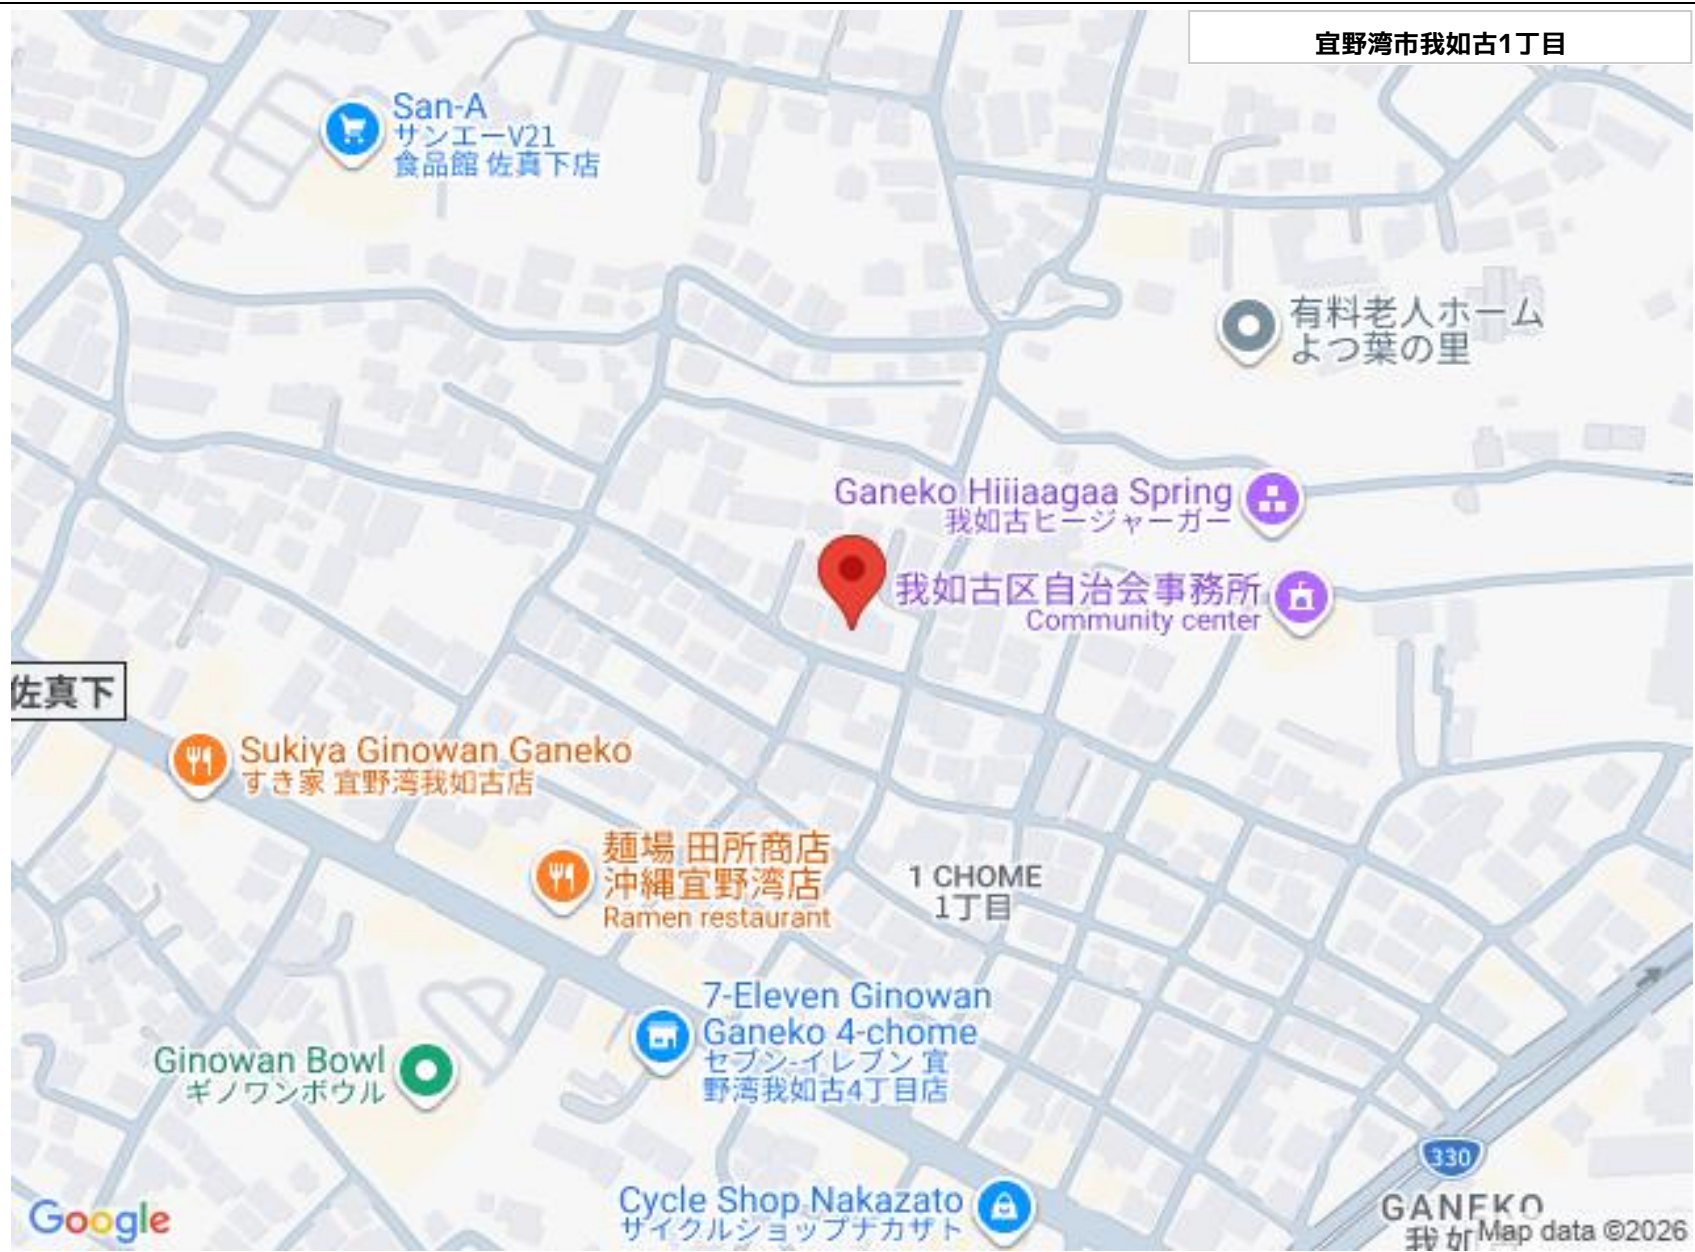 宜野湾市我如古1丁目
San-A
サンエーV21
食品館 佐真下店
有料老人ホーム
よつ葉の里
Ganeko Hiiiaagaa Spring
我如古ヒージャーガー
我如古区自治会事務所
Community center
佐真下
Sukiya Ginowan Ganeko
すき家 宜野湾我如古店
麺場 田所商店
沖縄宜野湾店
Ramen restaurant
1 CHOME
1丁目
7-Eleven Ginowan
Ganeko 4-chome
セブン-イレブン 宜
野湾我如古4丁目店
Ginowan Bowl
ギノワンボウル
330
Cycle Shop Nakazato
サイクルショップナカザト
GANEKO
我如
Google
Map data ©2026